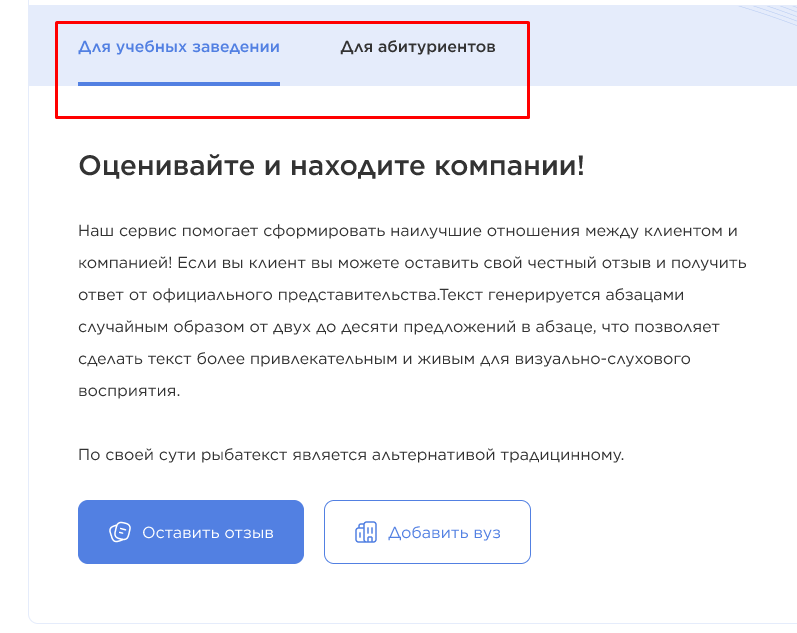 Для учебных заведении
Для абитуриентов
Оценивайте и находите компании!
Наш сервис помогает сформировать наилучшие отношения между клиентом и
компанией! Если вы клиент вы можете оставить свой честный отзыв и получить
ответ от официального представительства.Текст генерируется абзацами
случайным образом от двух до десяти предложений в абзаце, что позволяет
сделать текст более привлекательным и живым для визуально-слухового
восприятия.
По своей сути рыбатекст является альтернативой традицинному.
Оставить отзыв
Добавить вуз